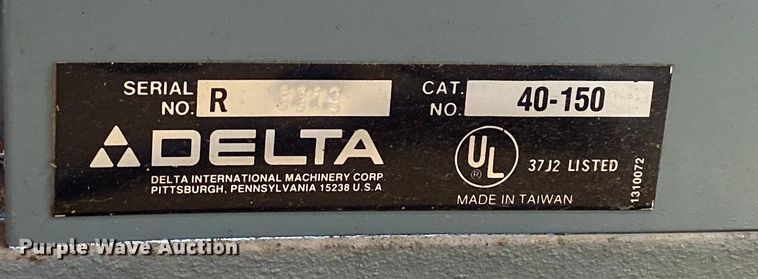 SERIAL
NO. R
CAT.
NO. 40-150
DELTA
DELTA INTERNATIONAL MACHINERY CORP.
PITTSBURGH, PENNSYLVANIA 15238 U.S.A
UL
®
37J2 LISTED
MADE IN TAIWAN
1310072
Purple Wave Auction